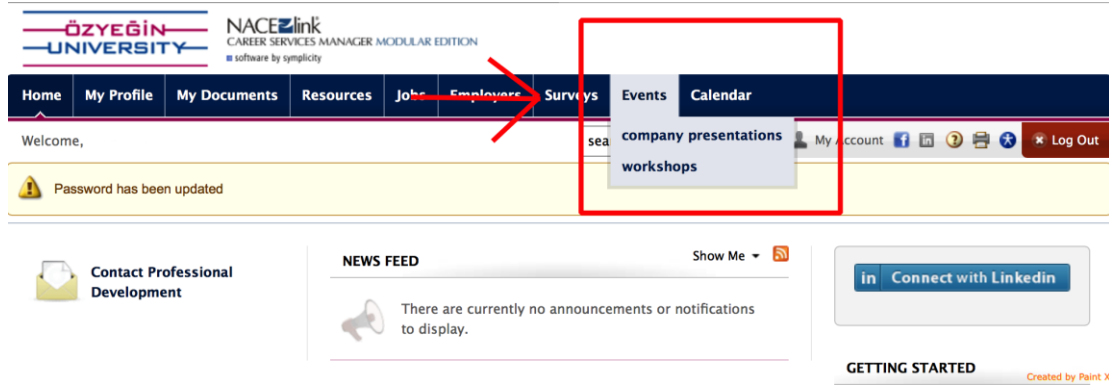 ÖZYEĞİN
UNIVERSITY
NACElink
CAREER SERVICES MANAGER MODULAR EDITION
software by symplicity
Home My Profile My Documents Resources Jobs Employers Surveys Events Calendar
company presentations
workshops
Welcome, sea My Account Log Out
Password has been updated
Contact Professional
Development
NEWS FEED Show Me
There are currently no announcements or notifications
to display.
in Connect with Linkedin
GETTING STARTED
Created by Paint X